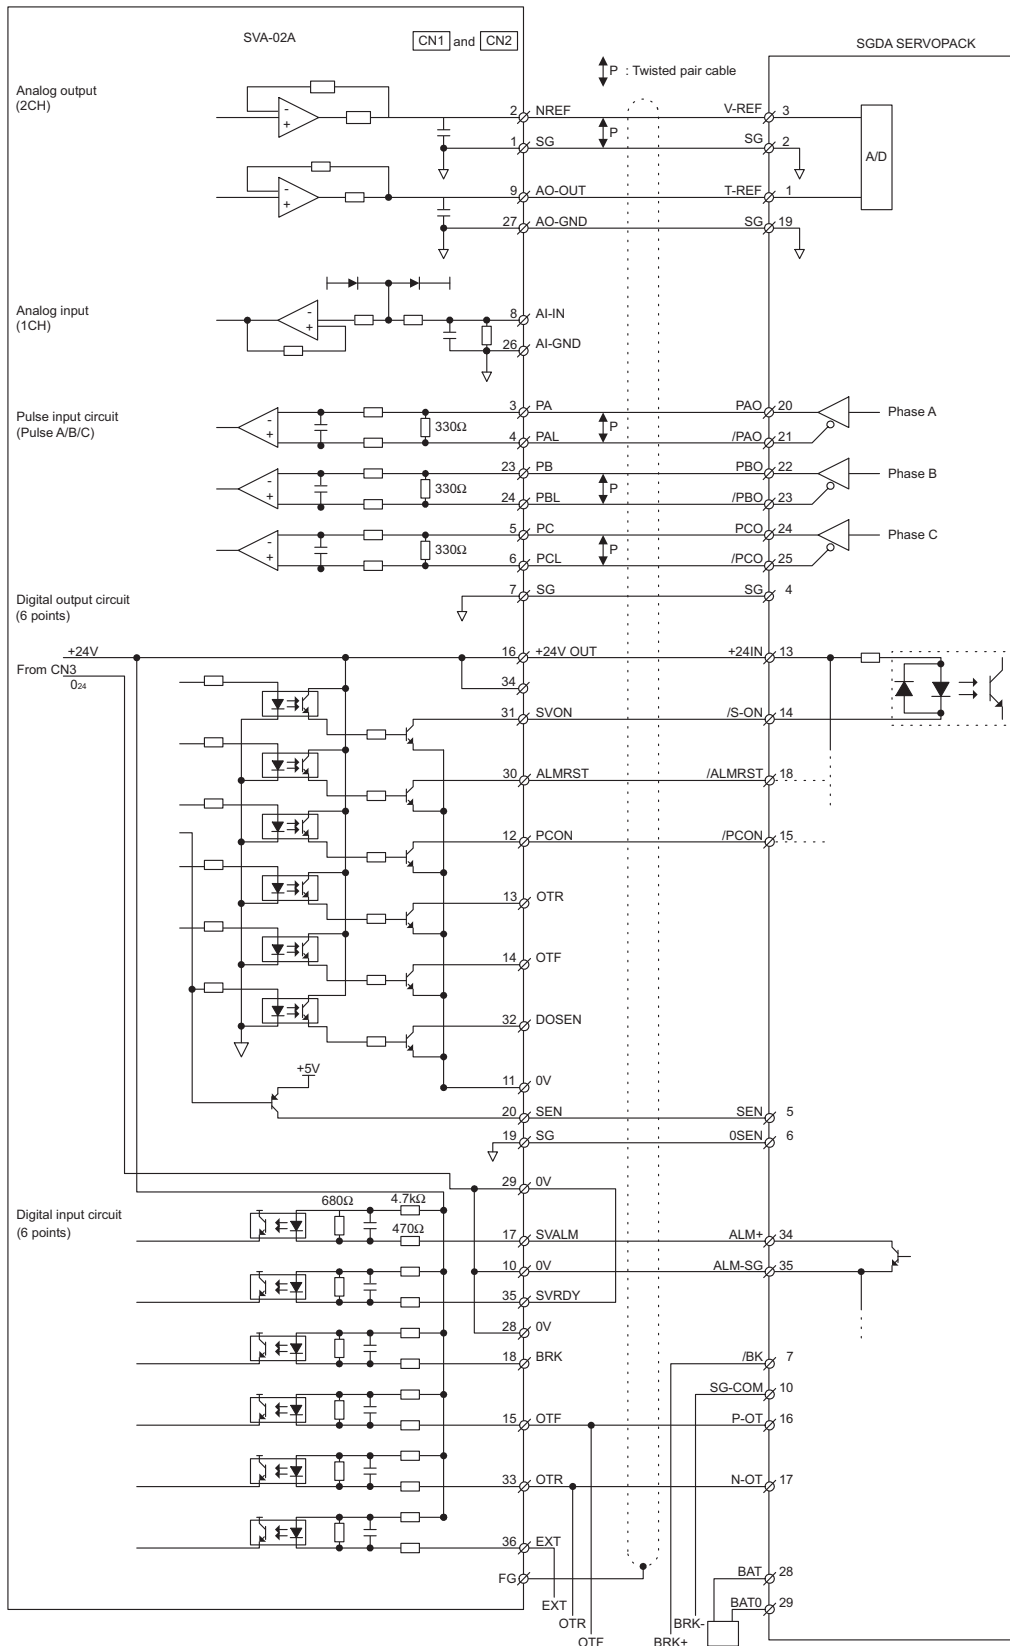 SVA-02A
CN1 and CN2
SGDA SERVOPACK
P : Twisted pair cable
Analog output
(2CH)
2 NREF V-REF 3
P
1 SG SG 2
A/D
9 AO-OUT T-REF 1
27 AO-GND SG 19
Analog input
(1CH)
8 AI-IN
26 AI-GND
Pulse input circuit
(Pulse A/B/C)
3 PA PAO 20 Phase A
330Ω P
4 PAL /PAO 21
23 PB PBO 22 Phase B
330Ω P
24 PBL /PBO 23
5 PC PCO 24 Phase C
330Ω P
6 PCL /PCO 25
7 SG SG 4
Digital output circuit
(6 points)
+24V 16 +24V OUT +24IN 13
From CN3
024
34
31 SVON /S-ON 14
30 ALMRST /ALMRST 18
12 PCON /PCON 15
13 OTR
14 OTF
32 DOSEN
+5V
11 0V
20 SEN SEN 5
19 SG 0SEN 6
29 0V
Digital input circuit
(6 points)
680Ω 4.7kΩ
470Ω
17 SVALM ALM+ 34
10 0V ALM-SG 35
35 SVRDY
28 0V
18 BRK /BK 7
SG-COM 10
15 OTF P-OT 16
33 OTR N-OT 17
36 EXT
FG
BAT 28
BAT0 29
EXT
OTR
OTF
BRK-
BRK+
- + - + - + - + - + - +